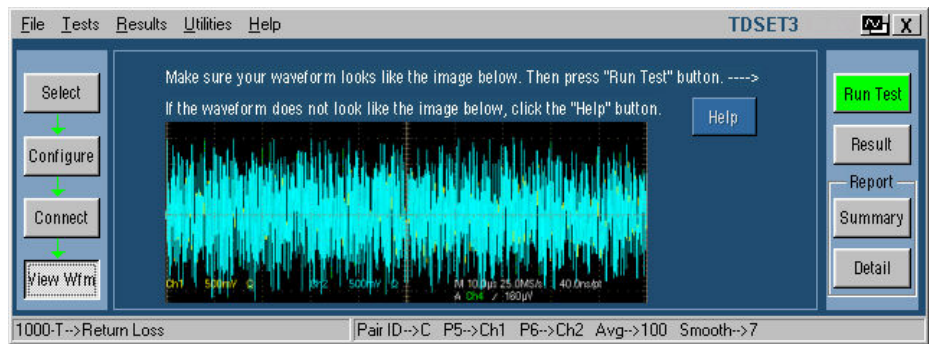 File Tests Results Utilities Help TDSET3 X
Select
Configure
Connect
View Wfm
Make sure your waveform looks like the image below. Then press "Run Test" button. ---->
If the waveform does not look like the image below, click the "Help" button.
Help
Ch1 500mV Ω Ch2 500mV Ω M 10.0µs 25.0MS/s 40.0ns/pt
A Ch4 / 160µV
Run Test
Result
Report
Summary
Detail
1000-T-->Return Loss Pair ID-->C P5-->Ch1 P6-->Ch2 Avg-->100 Smooth-->7